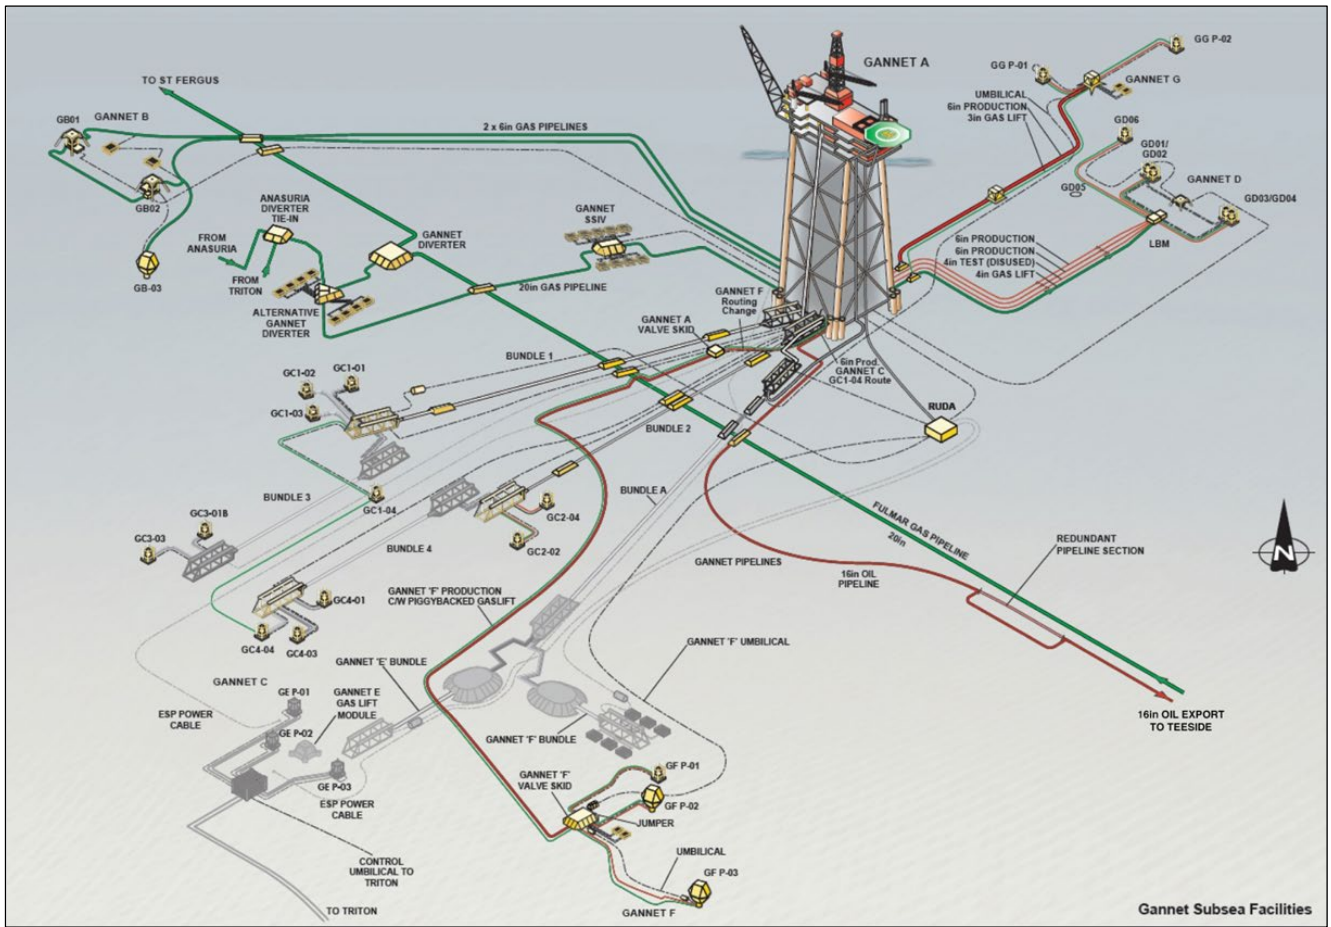 GANNET A
GG P-02
GG P-01
GANNET G
UMBILICAL
6in PRODUCTION
3in GAS LIFT
TO ST FERGUS
GB01
GANNET B
2 x 6in GAS PIPELINES
GD06
GD01/
GD02
GANNET D
GD05
GD03/GD04
LBM
GB02
ANASURIA
DIVERTER
TIE-IN
GANNET
SSIV
GANNET
DIVERTER
FROM
ANASURIA
FROM
TRITON
6in PRODUCTION
6in PRODUCTION
4in TEST (DISUSED)
4in GAS LIFT
GB-03
20in GAS PIPELINE
ALTERNATIVE
GANNET
DIVERTER
GANNET F
Routing
Change
GANNET A
VALVE SKID
BUNDLE 1
6in Prod.
GANNET C
GC1-04 Route
GC1-02
GC1-01
GC1-03
RUDA
BUNDLE 2
BUNDLE 3
GC1-04
BUNDLE A
GC3-01B
GC3-03
GC2-04
GC2-02
BUNDLE 4
FULMAR GAS PIPELINE
20in
REDUNDANT
PIPELINE SECTION
N
GANNET PIPELINES
16in OIL
PIPELINE
GC4-01
GANNET 'F' PRODUCTION
C/W PIGGYBACKED GASLIFT
GC4-04
GC4-03
GANNET 'F' UMBILICAL
GANNET 'E' BUNDLE
GANNET C
GE P-01
GANNET E
GAS LIFT
MODULE
ESP POWER
CABLE
16in OIL EXPORT
TO TEESIDE
GE P-02
GANNET 'F' BUNDLE
GE P-03
GANNET 'F'
VALVE SKID
GF P-01
GF P-02
ESP POWER
CABLE
JUMPER
UMBILICAL
CONTROL
UMBILICAL TO
TRITON
GF P-03
TO TRITON
GANNET F
Gannet Subsea Facilities